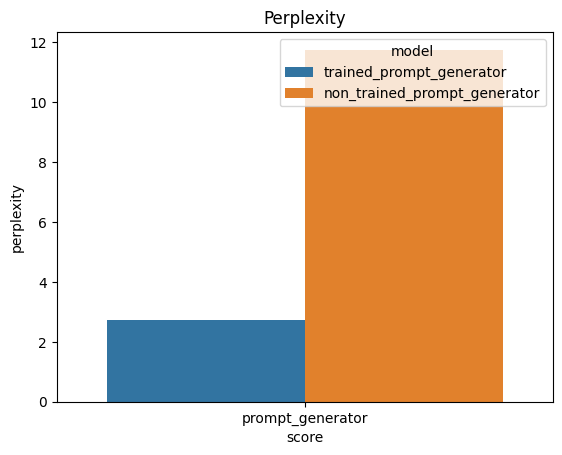 Perplexity
model
trained_prompt_generator
non_trained_prompt_generator
12
10
8
6
4
2
0
perplexity
prompt_generator
score